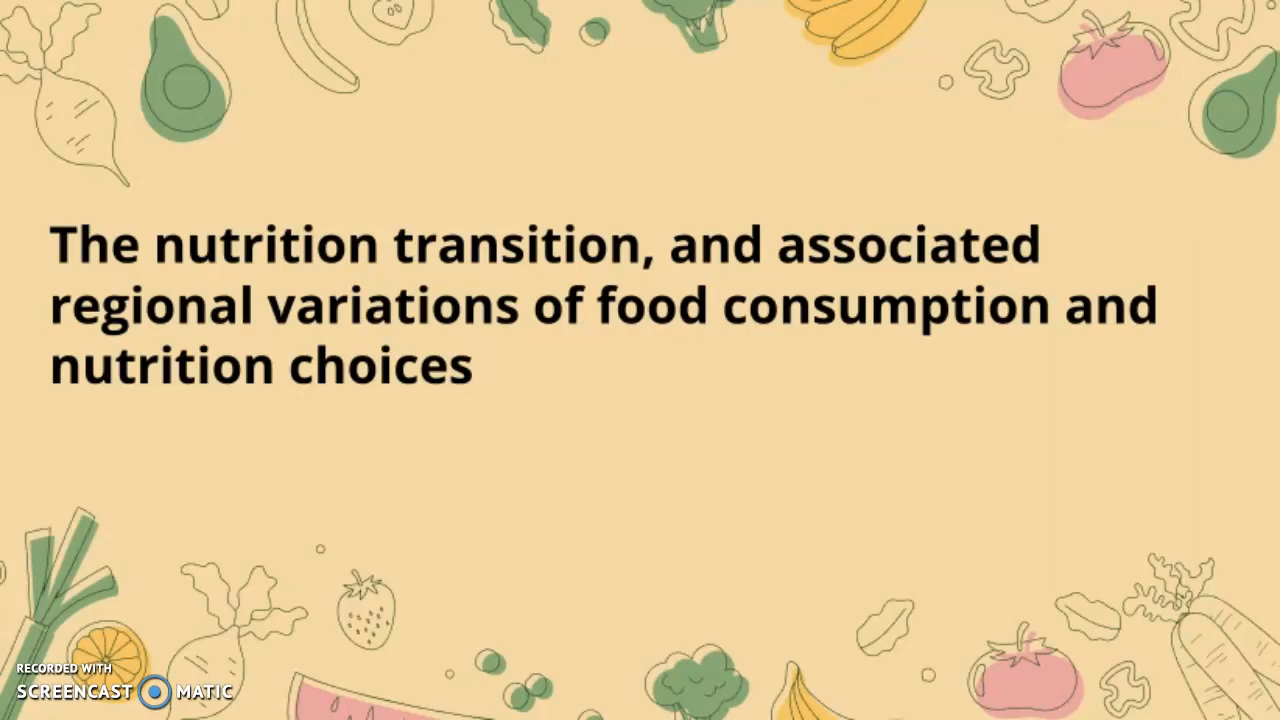 The nutrition transition, and associated
regional variations of food consumption and
nutrition choices
RECORDED WITH
SCREENCAST MATIC